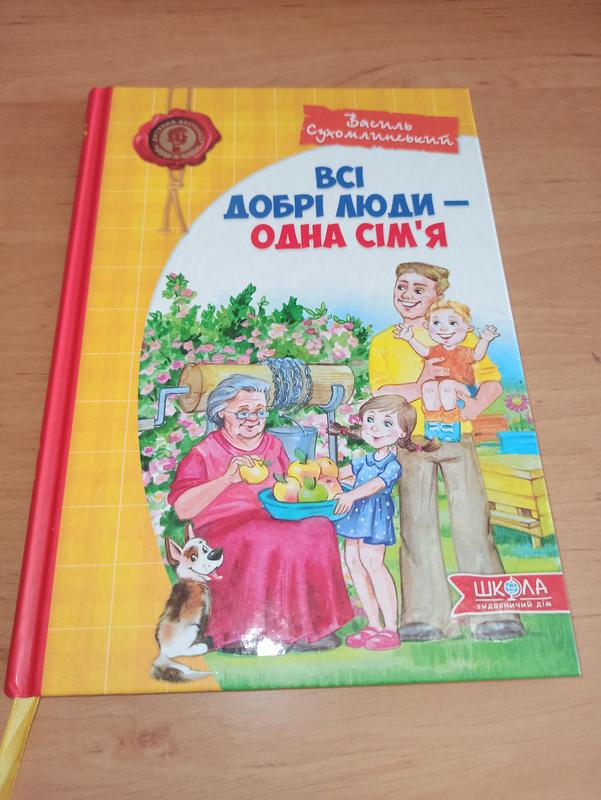 Василь
Сухомлинський
ВСІ
ДОБРІ ЛЮДИ –
ОДНА СІМ'Я
ШКОЛА
видавничий дім